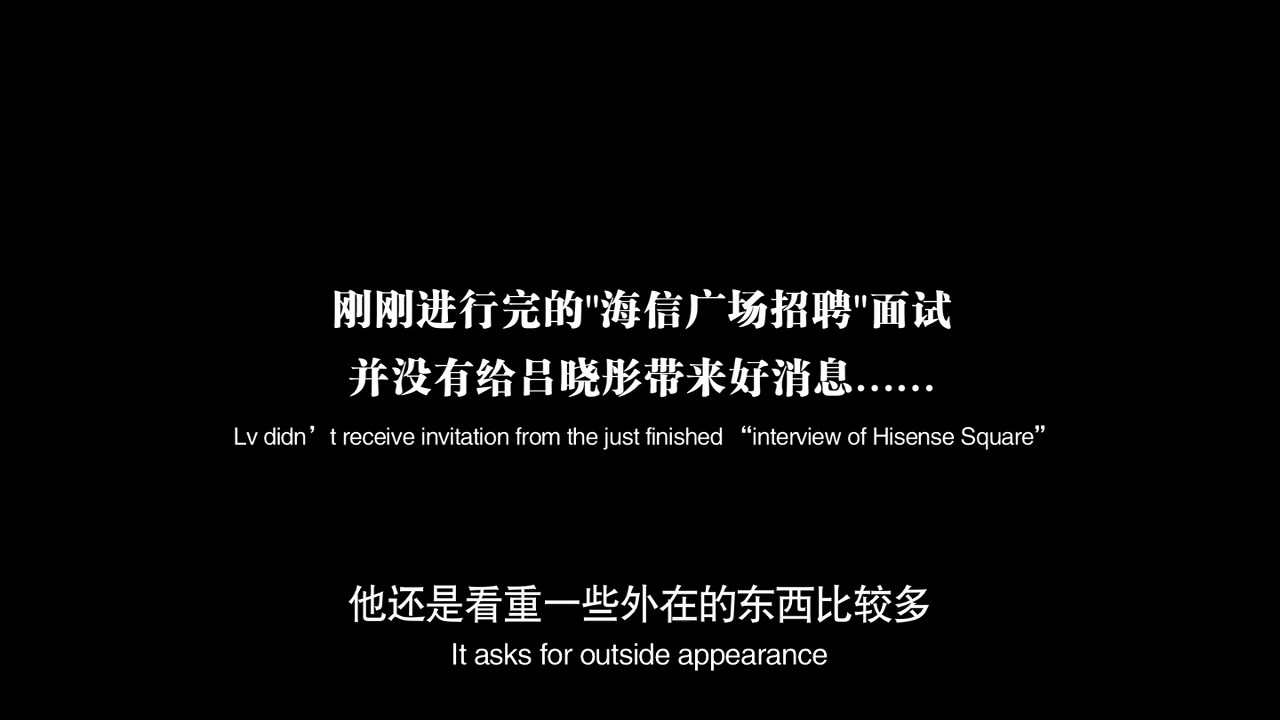 刚刚进行完的"海信广场招聘"面试
并没有给吕晓彤带来好消息......
Lv didn’t receive invitation from the just finished “interview of Hisense Square”
他还是看重一些外在的东西比较多
It asks for outside appearance